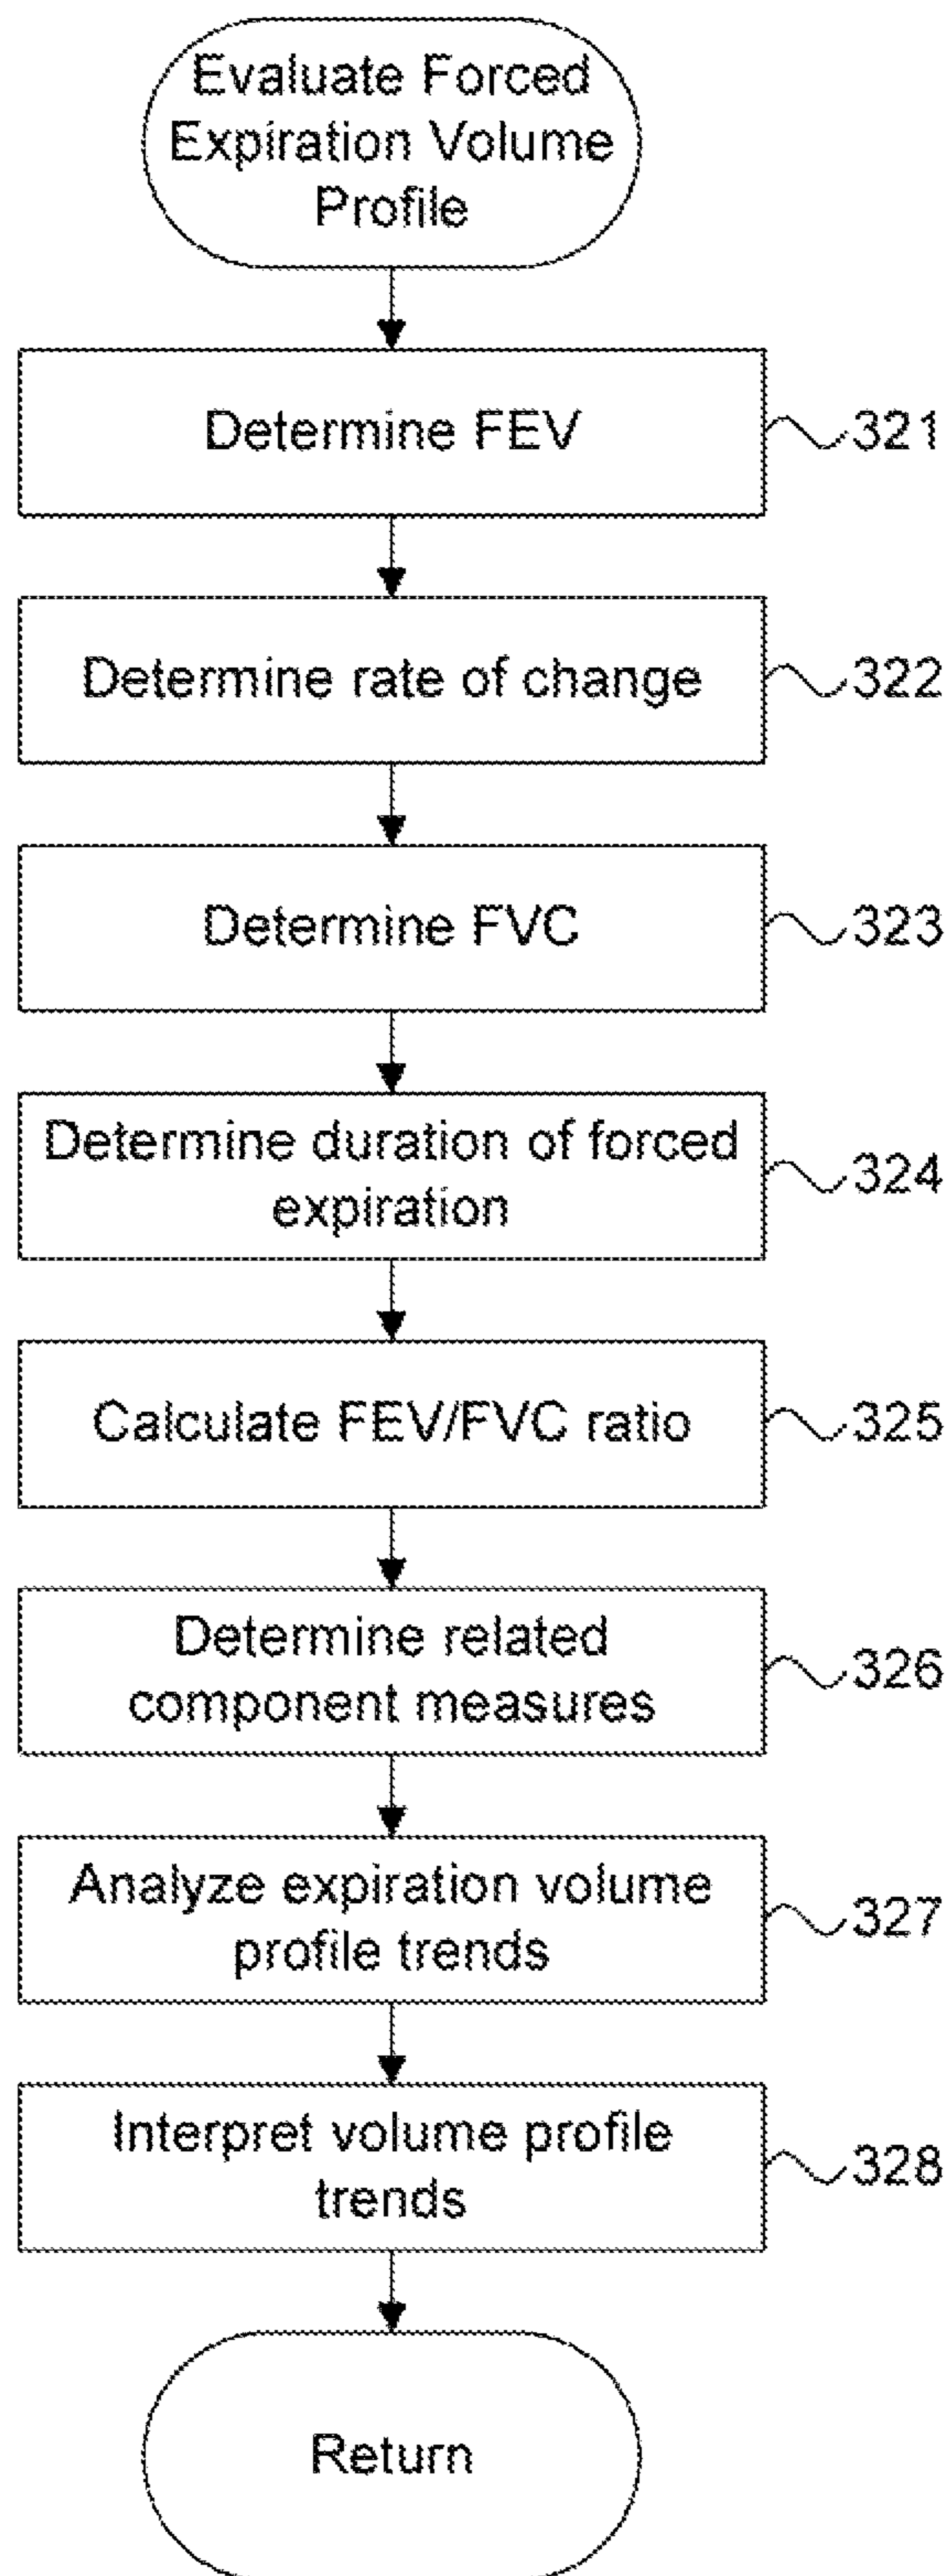 Evaluate Forced
Expiration Volume
Profile
Determine FEV
321
Determine rate of change
322
Determine FVC
323
Determine duration of forced
expiration
324
Calculate FEV/FVC ratio
325
Determine related
component measures
326
Analyze expiration volume
profile trends
327
Interpret volume profile
trends
328
Return